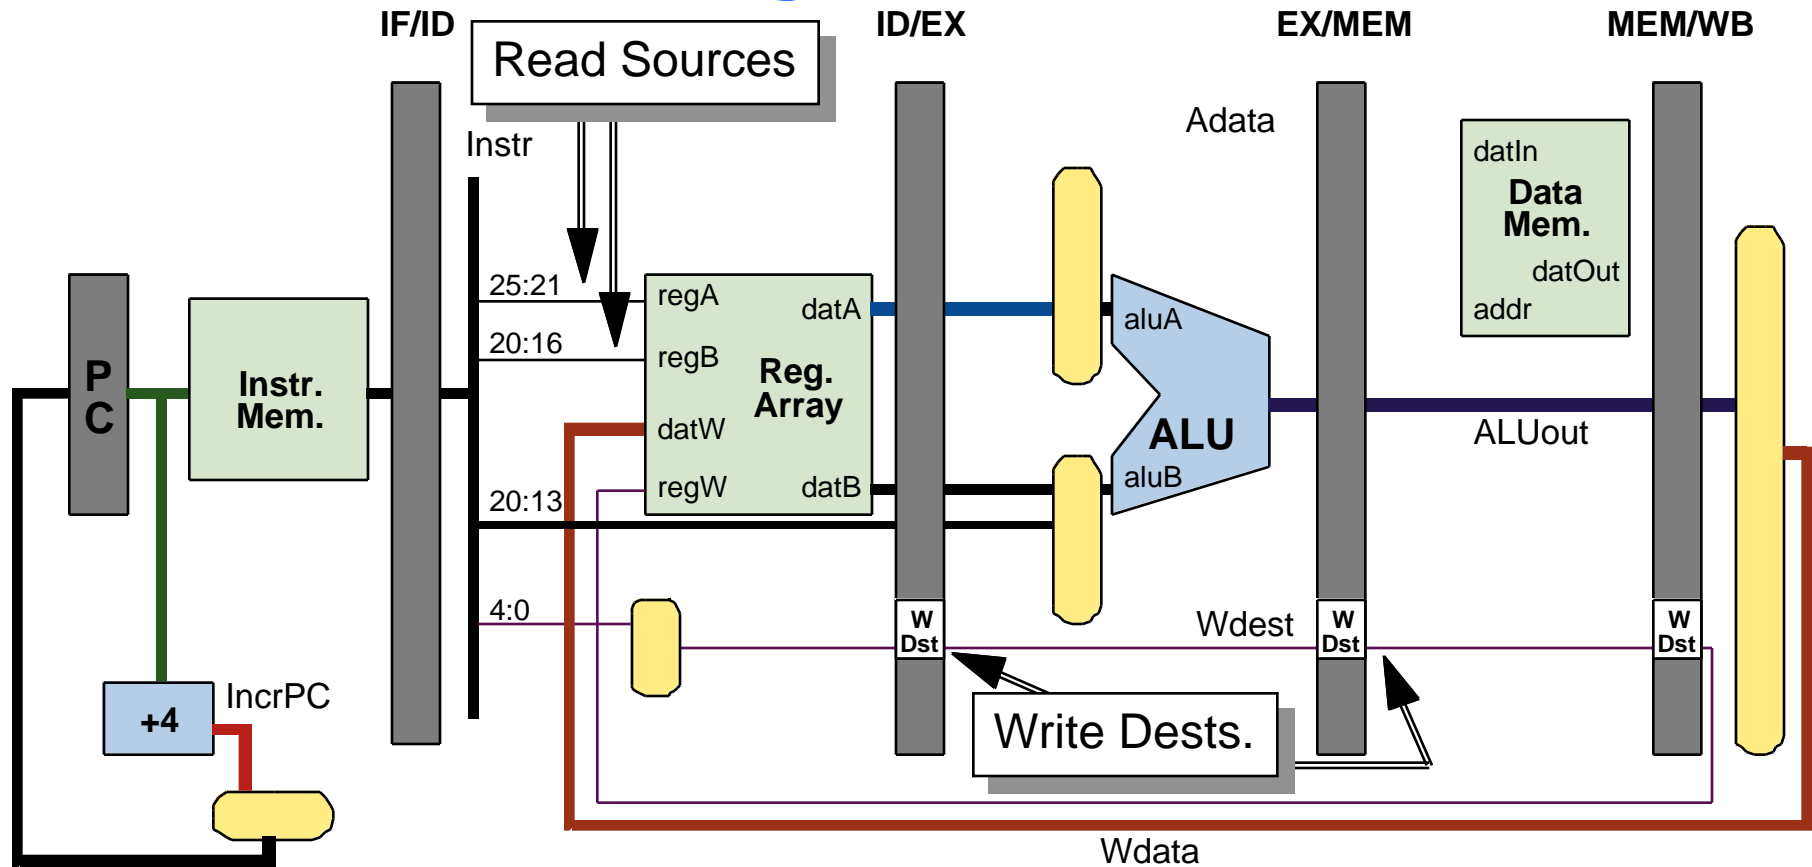 IF/ID
ID/EX
EX/MEM
MEM/WB
Read Sources
Instr
Adata
datIn
Data
Mem.
datOut
addr
25:21
20:16
20:13
4:0
regA
regB
datW
regW
datA
datB
Reg.
Array
aluA
ALU
aluB
ALUout
P
C
Instr.
Mem.
+4
IncrPC
W
Dst
Wdest
W
Dst
W
Dst
Write Dests.
Wdata